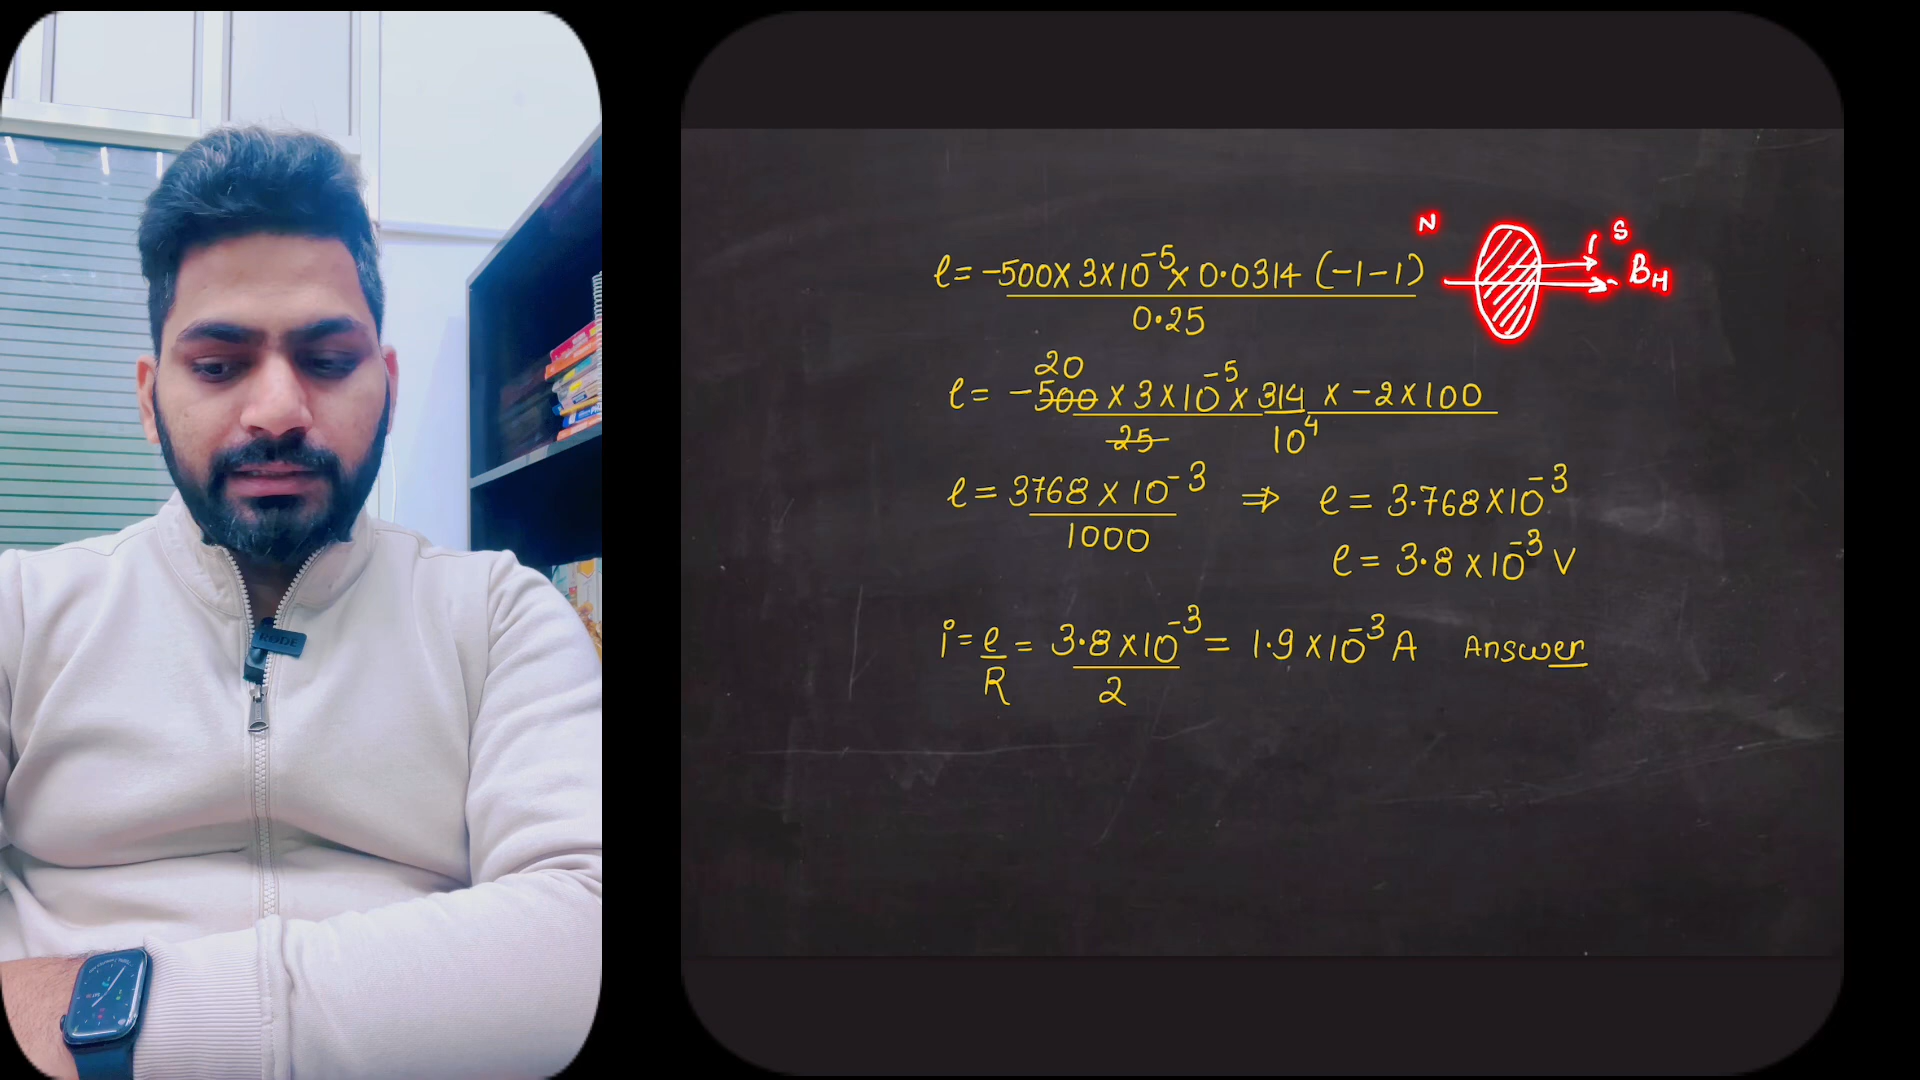 N
S
e = -500 x 3 x 10^-5 x 0.0314 (-1-1)
B_H
0.25
20
e = -500 x 3 x 10^-5 x 314 x -2 x 100
25 10^4
e = 3768 x 10^-3 ⇒ e = 3.768 x 10^-3
1000
e = 3.8 x 10^-3 V
i = e = 3.8 x 10^-3 = 1.9 x 10^-3 A Answer
R 2
RODE